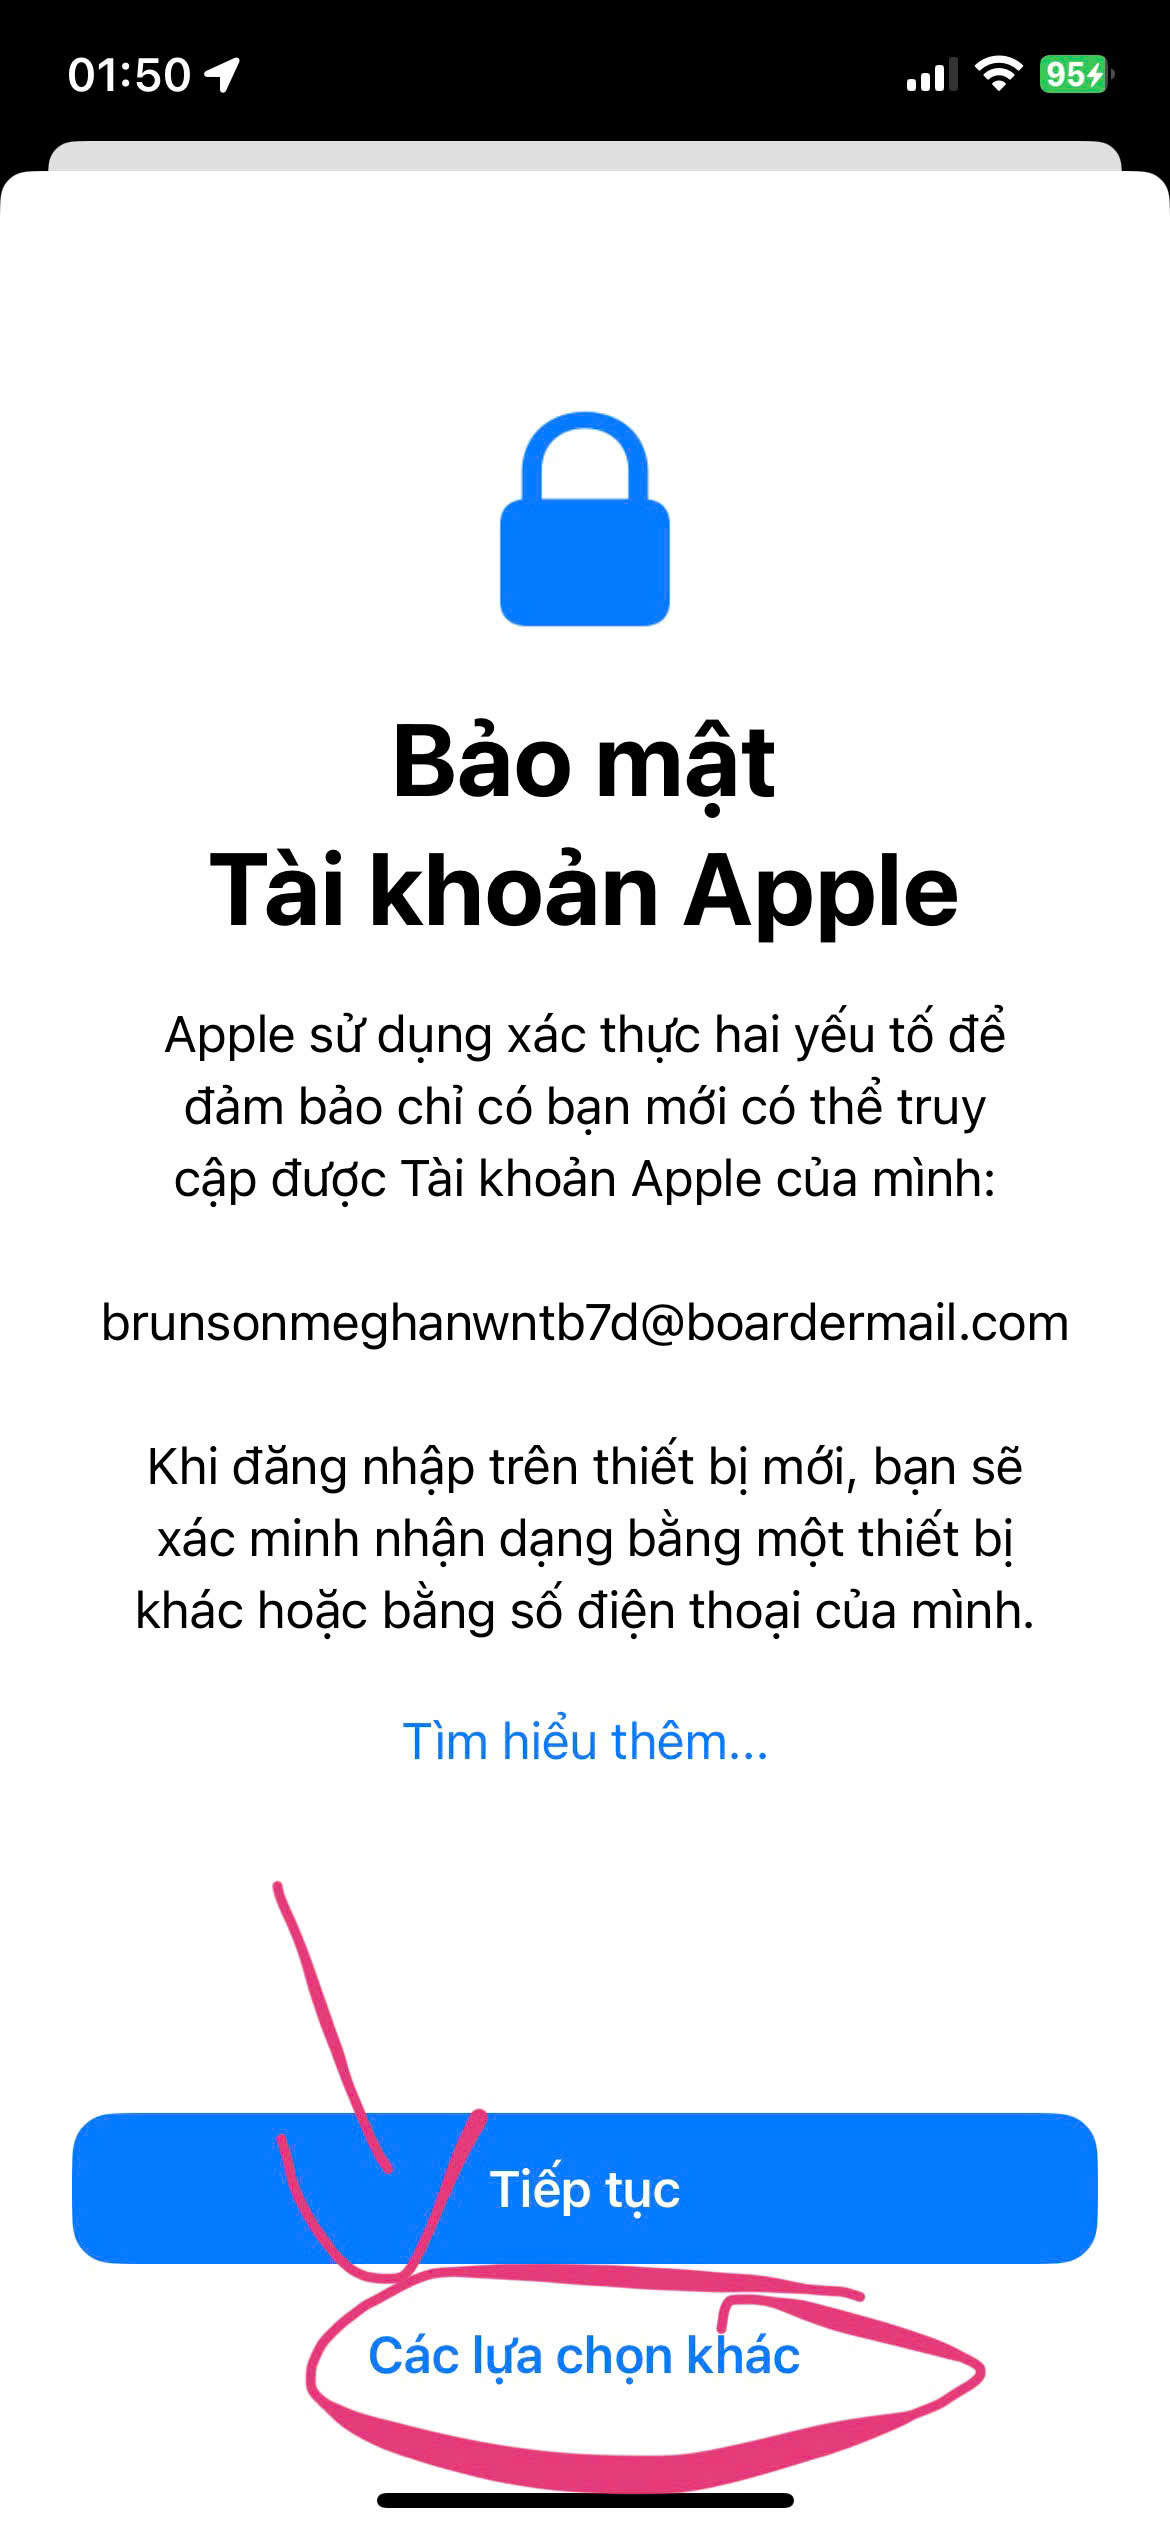 01:50
95
Bảo mật
Tài khoản Apple
Apple sử dụng xác thực hai yếu tố để
đảm bảo chỉ có bạn mới có thể truy
cập được Tài khoản Apple của mình:
brunsonmeghanwntb7d@boardermail.com
Khi đăng nhập trên thiết bị mới, bạn sẽ
xác minh nhận dạng bằng một thiết bị
khác hoặc bằng số điện thoại của mình.
Tìm hiểu thêm...
Tiếp tục
Các lựa chọn khác